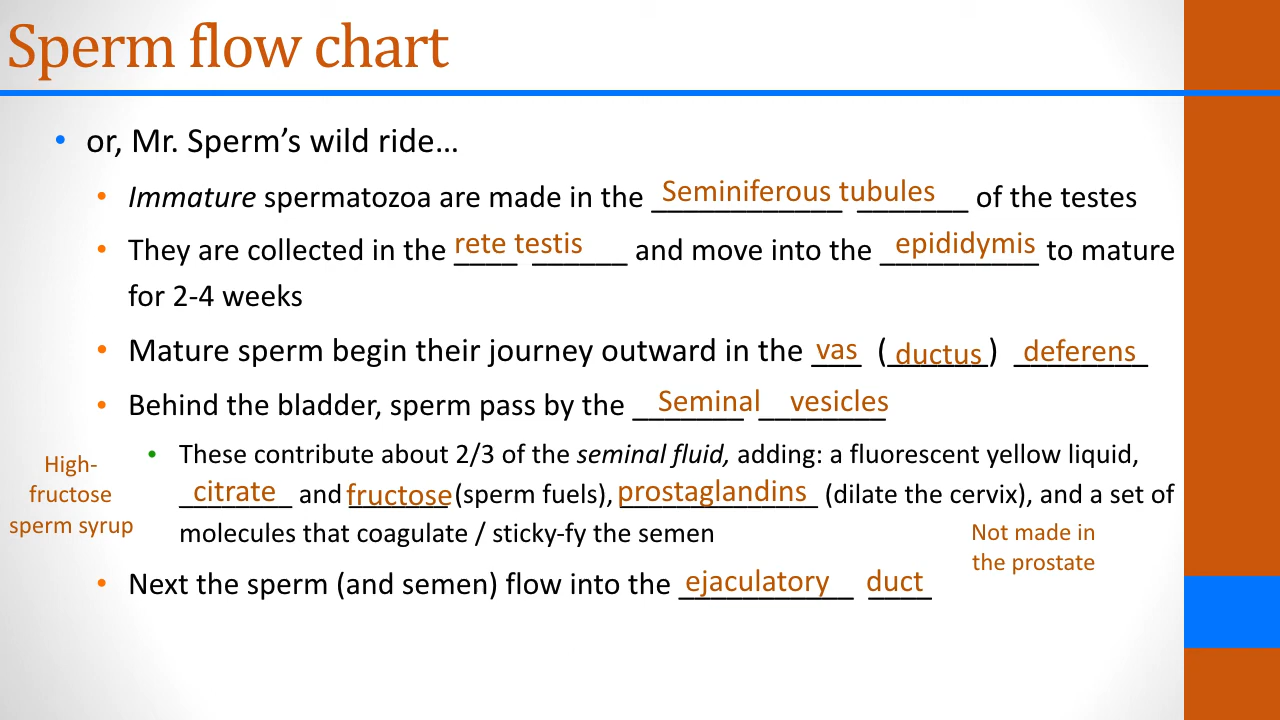 Sperm flow chart
• or, Mr. Sperm's wild ride…
• Immature spermatozoa are made in the Seminiferous tubules of the testes
• They are collected in the rete testis and move into the epididymis to mature
for 2-4 weeks
• Mature sperm begin their journey outward in the vas (ductus) deferens
• Behind the bladder, sperm pass by the Seminal vesicles
• These contribute about 2/3 of the seminal fluid, adding: a fluorescent yellow liquid,
citrate and fructose (sperm fuels), prostaglandins (dilate the cervix), and a set of
molecules that coagulate / sticky-fy the semen
High-
fructose
sperm syrup
Not made in
the prostate
• Next the sperm (and semen) flow into the ejaculatory duct